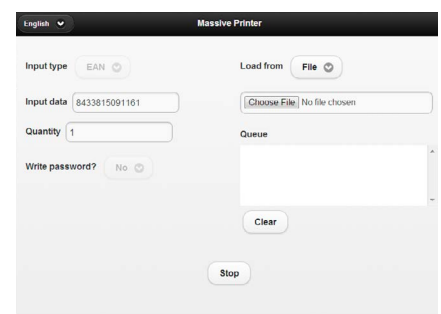 English
Massive Printer
Input type
EAN
Load from
File
Input data
8433815091161
Choose File No file chosen
Quantity
1
Queue
Write password?
No
Clear
Stop